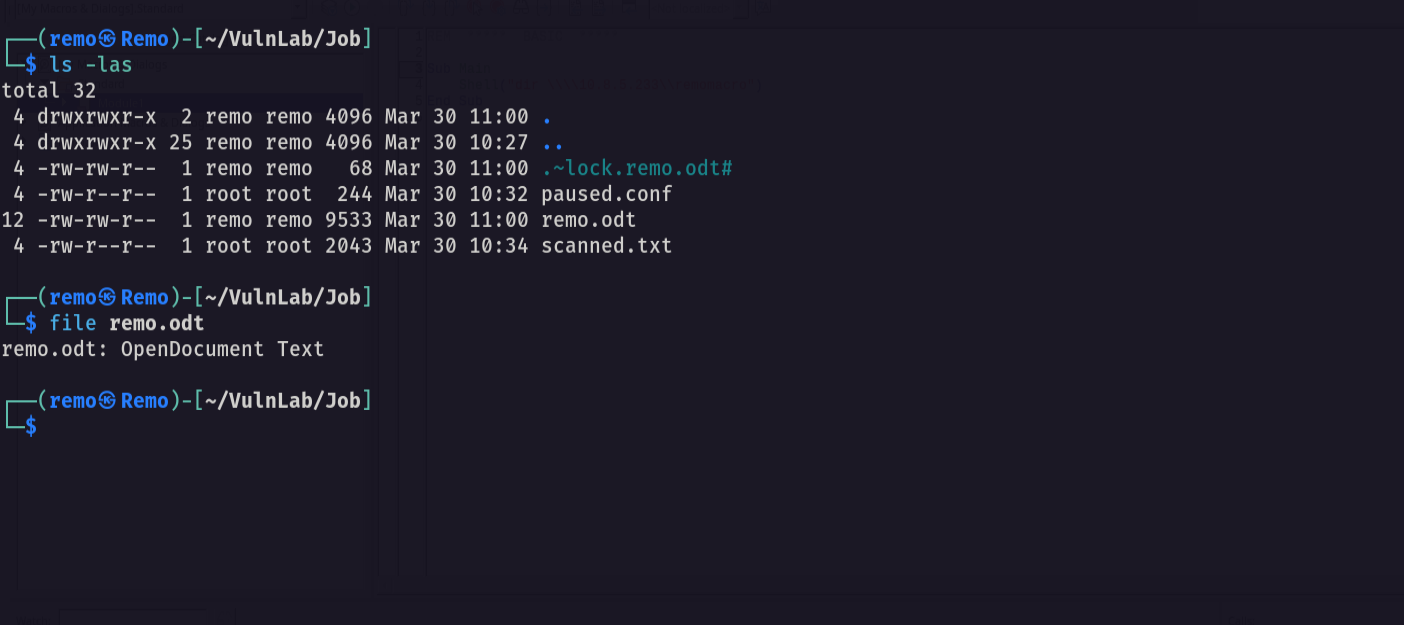 ┌──(remo㉿Remo)-[~/VulnLab/Job]
└─$ ls -las
total 32
 4 drwxrwxr-x  2 remo remo 4096 Mar 30 11:00 .
 4 drwxrwxr-x 25 remo remo 4096 Mar 30 10:27 ..
 4 -rw-rw-r--  1 remo remo   68 Mar 30 11:00 .~lock.remo.odt#
 4 -rw-r--r--  1 root root  244 Mar 30 10:32 paused.conf
12 -rw-rw-r--  1 remo remo 9533 Mar 30 11:00 remo.odt
 4 -rw-r--r--  1 root root 2043 Mar 30 10:34 scanned.txt
┌──(remo㉿Remo)-[~/VulnLab/Job]
└─$ file remo.odt
remo.odt: OpenDocument Text
┌──(remo㉿Remo)-[~/VulnLab/Job]
└─$